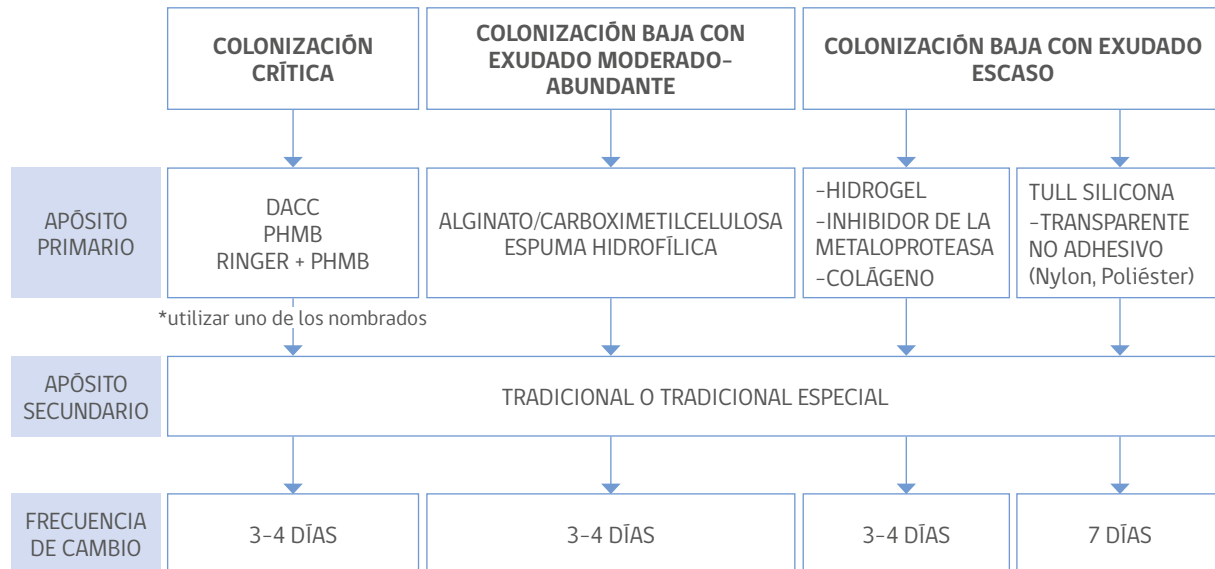 COLONIZACIÓN
CRÍTICA
COLONIZACIÓN BAJA CON
EXUDADO MODERADO-
ABUNDANTE
COLONIZACIÓN BAJA CON EXUDADO
ESCASO
APÓSITO
PRIMARIO
DACC
PHMB
RINGER + PHMB
ALGINATO/CARBOXIMETILCELULOSA
ESPUMA HIDROFÍLICA
-HIDROGEL
-INHIBIDOR DE LA
METALOPROTEASA
-COLÁGENO
TULL SILICONA
-TRANSPARENTE
NO ADHESIVO
(Nylon, Poliéster)
*utilizar uno de los nombrados
APÓSITO
SECUNDARIO
TRADICIONAL O TRADICIONAL ESPECIAL
FRECUENCIA
DE CAMBIO
3-4 DÍAS
3-4 DÍAS
3-4 DÍAS
7 DÍAS